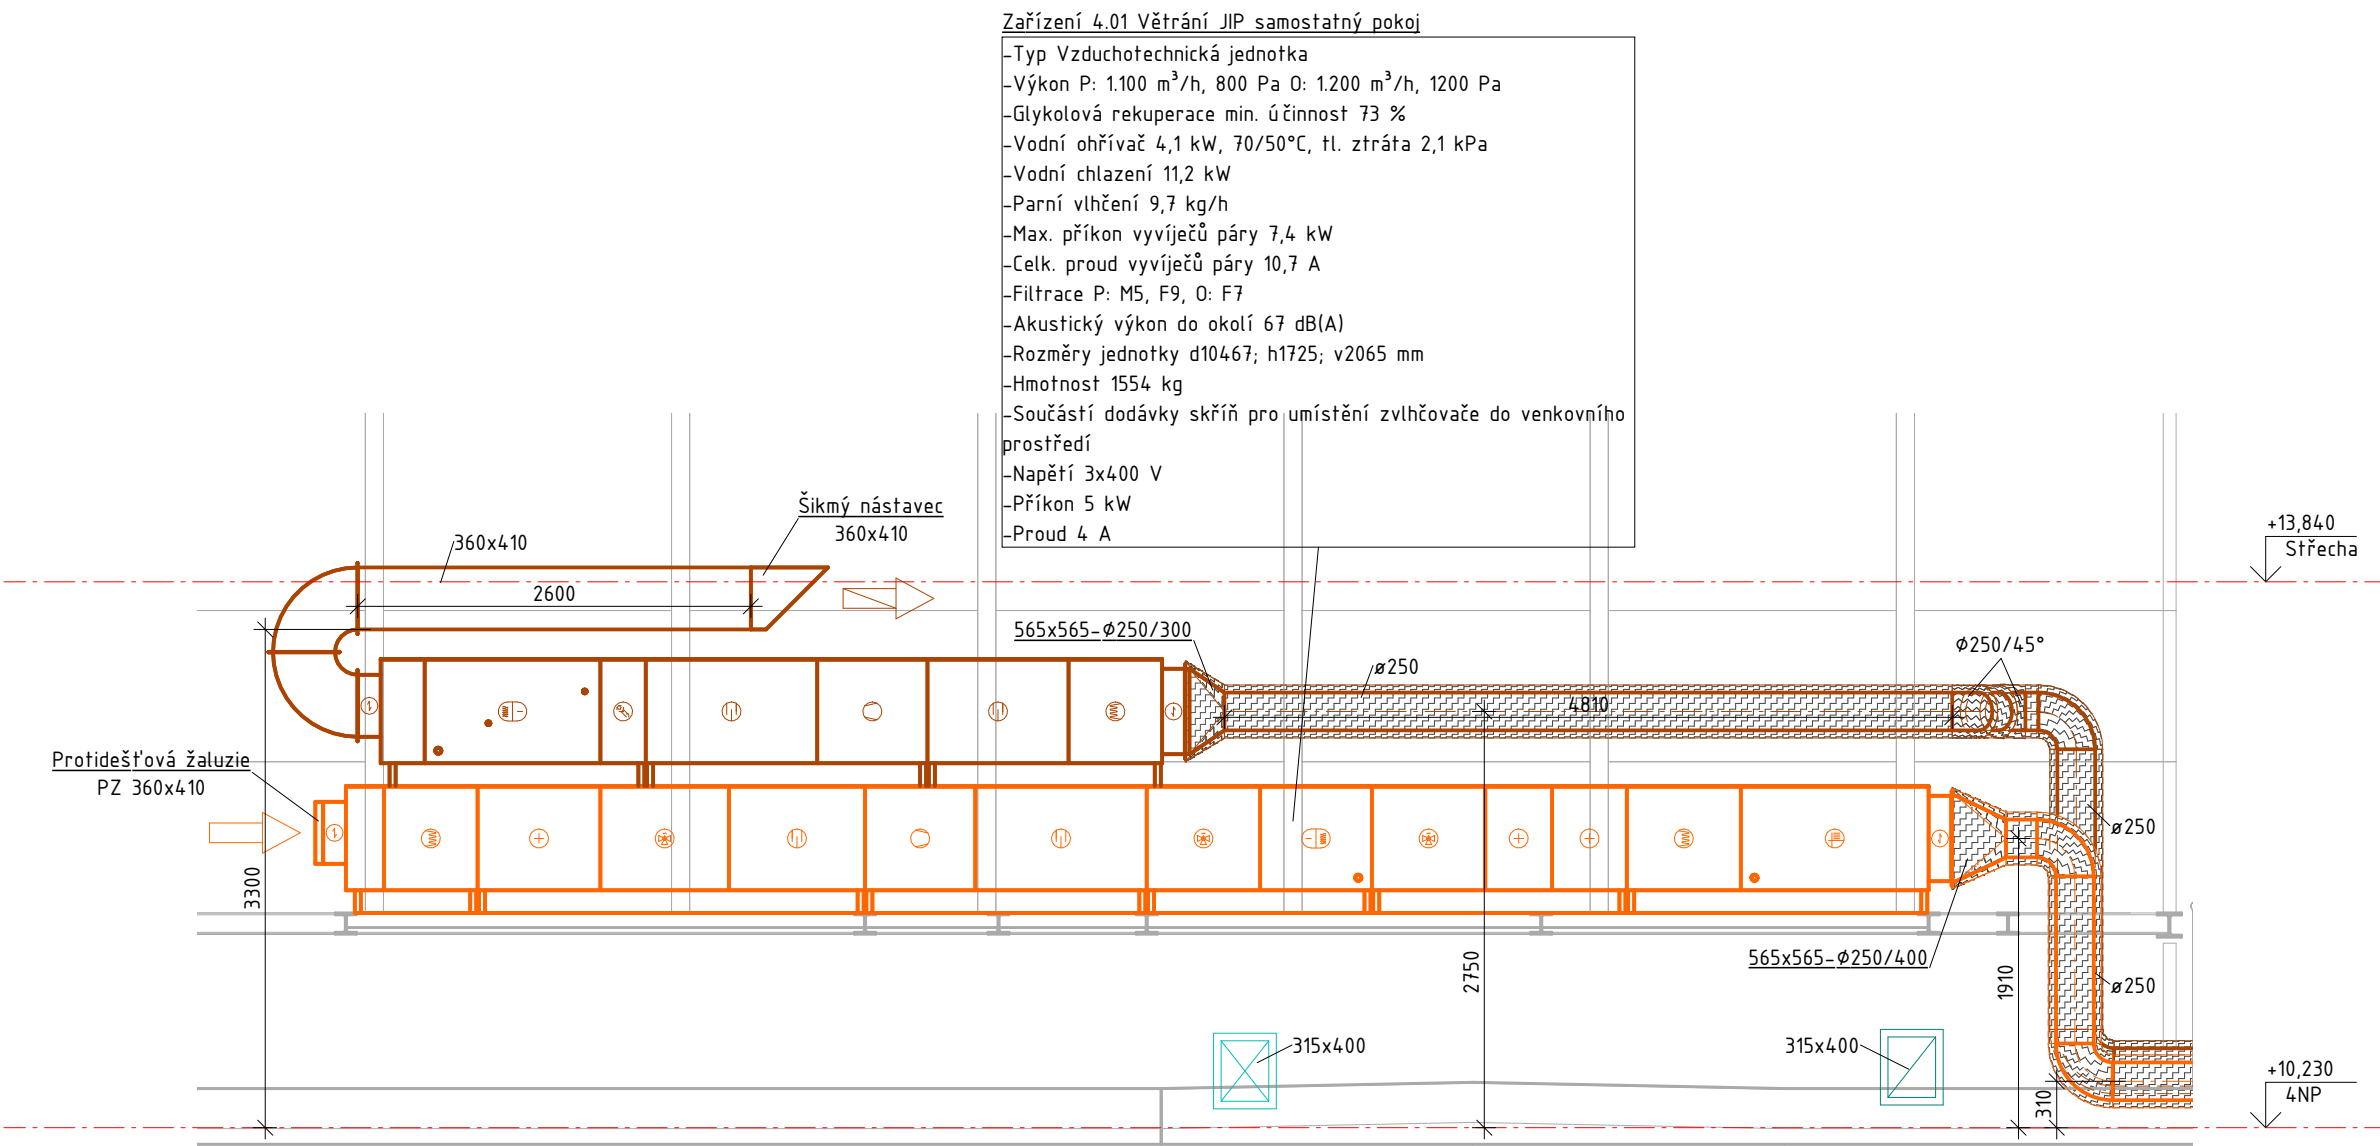 Zařízení 4.01 Větrání JIP samostatný pokoj
-Typ Vzduchotechnická jednotka
-Výkon P: 1.100 m³/h, 800 Pa O: 1.200 m³/h, 1200 Pa
-Glykolová rekuperace min. účinnost 73 %
-Vodní ohřívač 4,1 kW, 70/50°C, tl. ztráta 2,1 kPa
-Vodní chlazení 11,2 kW
-Parní vlhčení 9,7 kg/h
-Max. příkon vyvíječů páry 7,4 kW
-Celk. proud vyvíječů páry 10,7 A
-Filtrace P: M5, F9, O: F7
-Akustický výkon do okolí 67 dB(A)
-Rozměry jednotky d10467; h1725; v2065 mm
-Hmotnost 1554 kg
-Součástí dodávky skříň pro umístění zvlhčovače do venkovního
prostředí
-Napětí 3x400 V
-Příkon 5 kW
-Proud 4 A
Šikmý nástavec
360x410
360x410
+13,840
Střecha
2600
565x565-Ø250/300
ø250
Ø250/45°
4810
Protidešťová žaluzie
PZ 360x410
ø250
3300
2750
565x565-Ø250/400
1910
ø250
315x400
315x400
310
+10,230
4NP